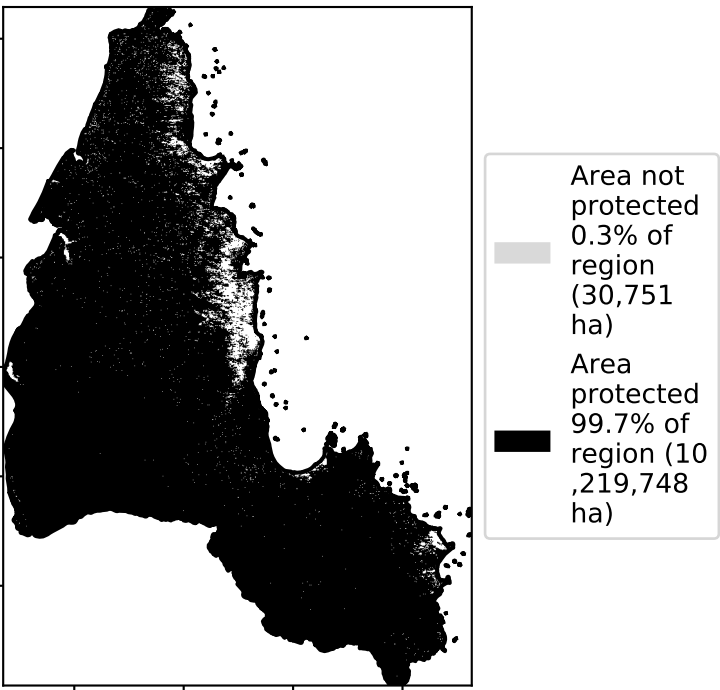 Area not
protected
0.3% of
region
(30,751
ha)
Area
protected
99.7% of
region (10
,219,748
ha)